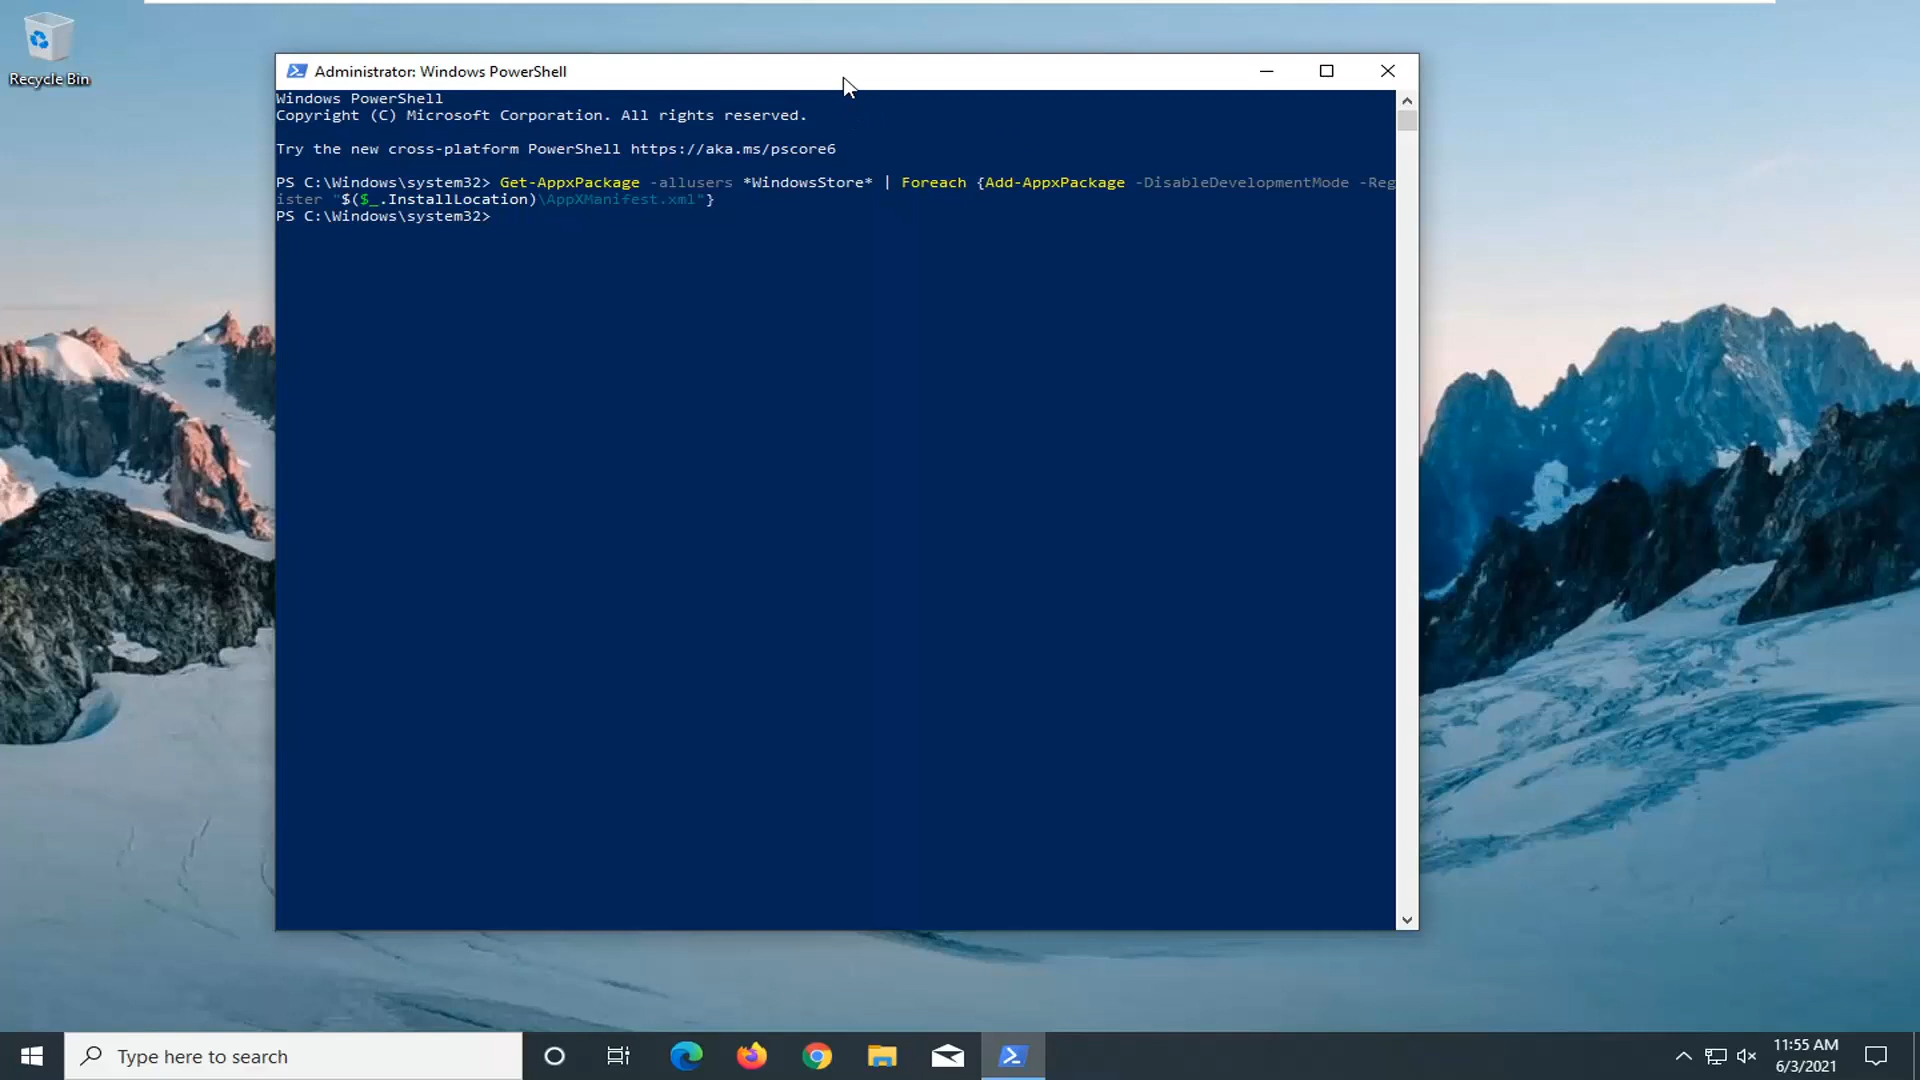 Recycle Bin
Administrator: Windows PowerShell
Windows PowerShell
Copyright (C) Microsoft Corporation. All rights reserved.
Try the new cross-platform PowerShell https://aka.ms/pscore6
PS C:\Windows\system32> Get-AppxPackage -allusers *WindowsStore* | Foreach {Add-AppxPackage -DisableDevelopmentMode -Reg
ister "$($_.InstallLocation)\AppXManifest.xml"}
PS C:\Windows\system32>
Type here to search
11:55 AM
6/3/2021